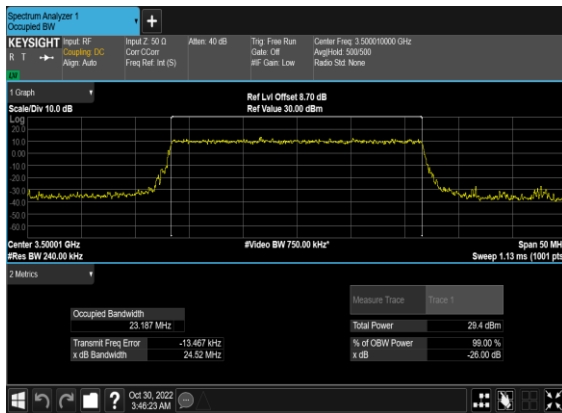 Spectrum Analyzer 1
Occupied BW
KEYSIGHT
R T
Input: RF
Coupling: DC
Align: Auto
Input Z: 50 Ω
Corr CCorr
Freq Ref: Int (S)
Atten: 40 dB
Trig: Free Run
Gate: Off
#IF Gain: Low
Center Freq: 3.500010000 GHz
Avg|Hold: 500/500
Radio Std: None
1 Graph
Scale/Div 10.0 dB
Ref Lvl Offset 8.70 dB
Ref Value 30.00 dBm
Log
20.0
10.0
0.00
-10.0
-20.0
-30.0
-40.0
-50.0
-60.0
Center 3.50001 GHz
#Res BW 240.00 kHz
#Video BW 750.00 kHz*
Span 50 MH
Sweep 1.13 ms (1001 pts
2 Metrics
Measure Trace Trace 1
Occupied Bandwidth
23.187 MHz
Total Power 29.4 dBm
Transmit Freq Error -13.467 kHz
% of OBW Power 99.00 %
x dB Bandwidth 24.52 MHz
x dB -26.00 dB
?
Oct 30, 2022
3:46:23 AM